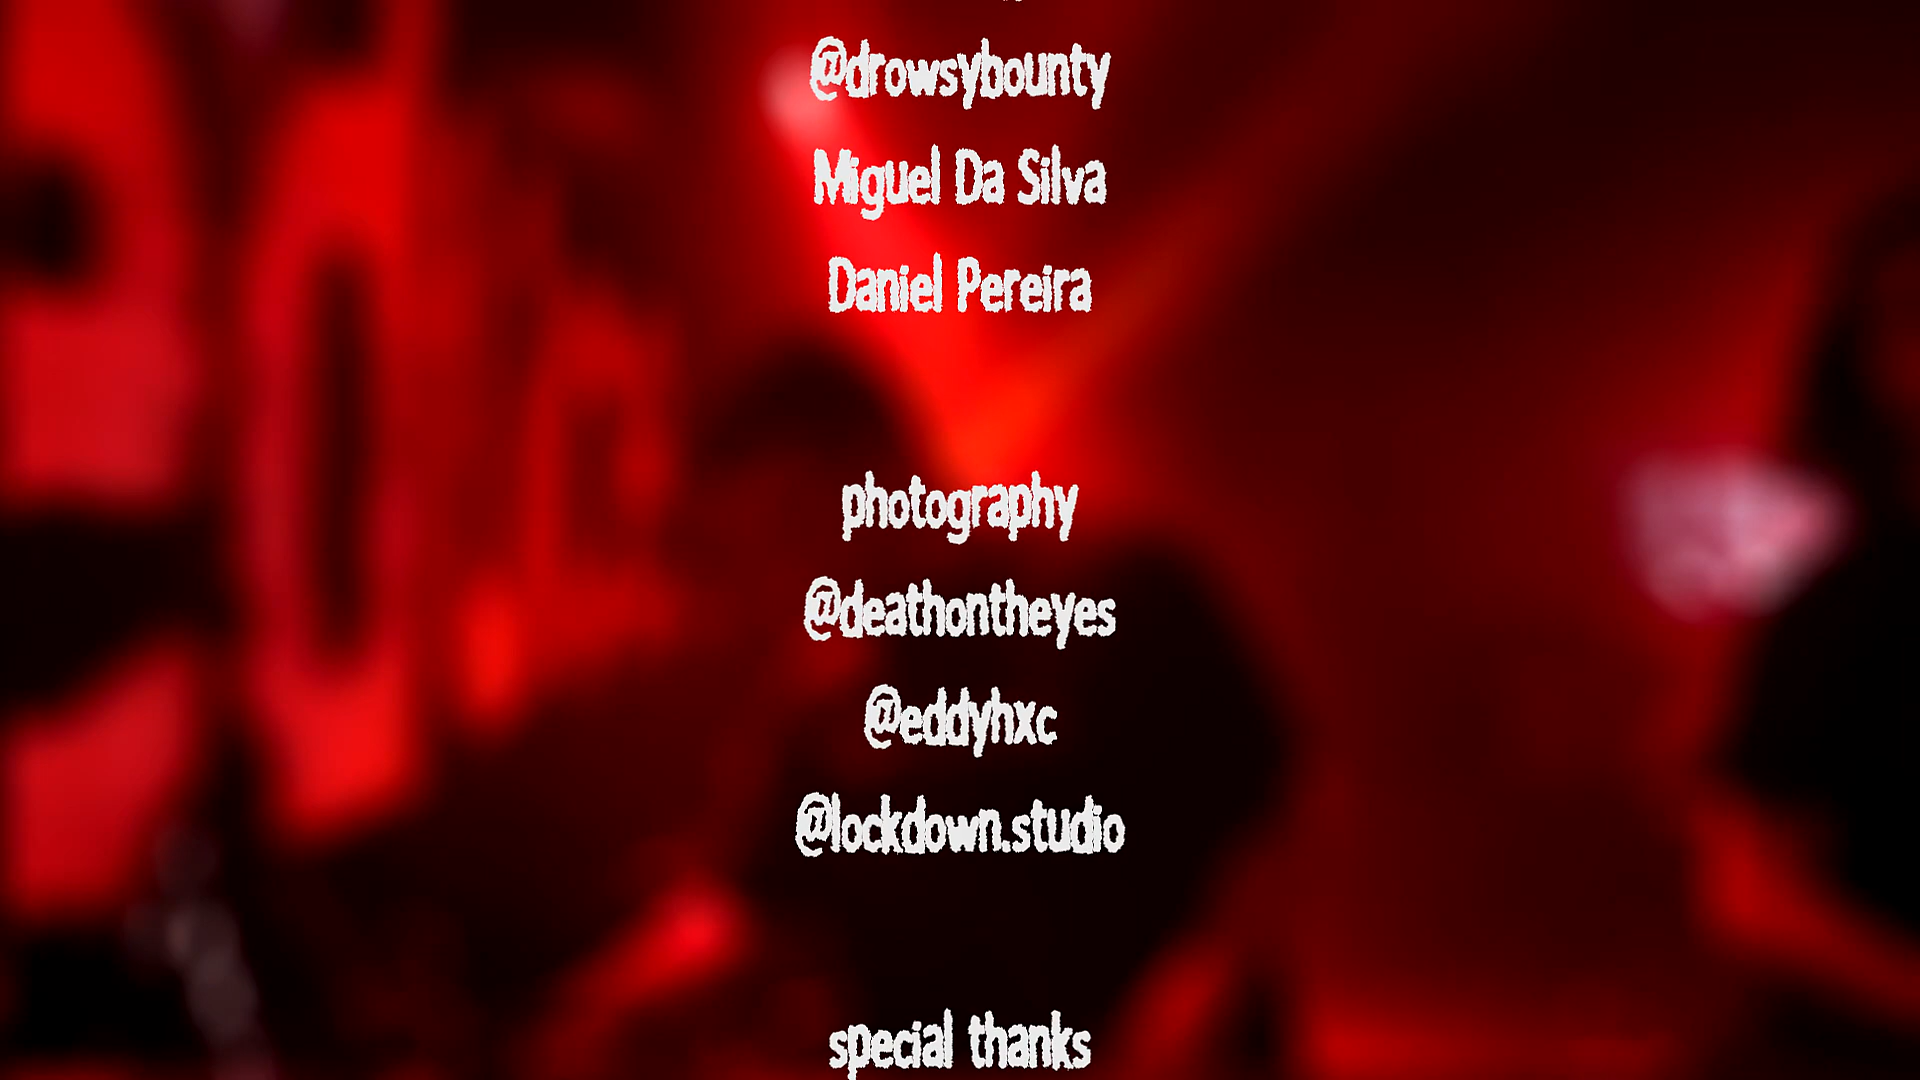 @drowsybounty
Miguel Da Silva
Daniel Pereira
photography
@deathontheyes
@eddyhxc
@lockdown.studio
special thanks